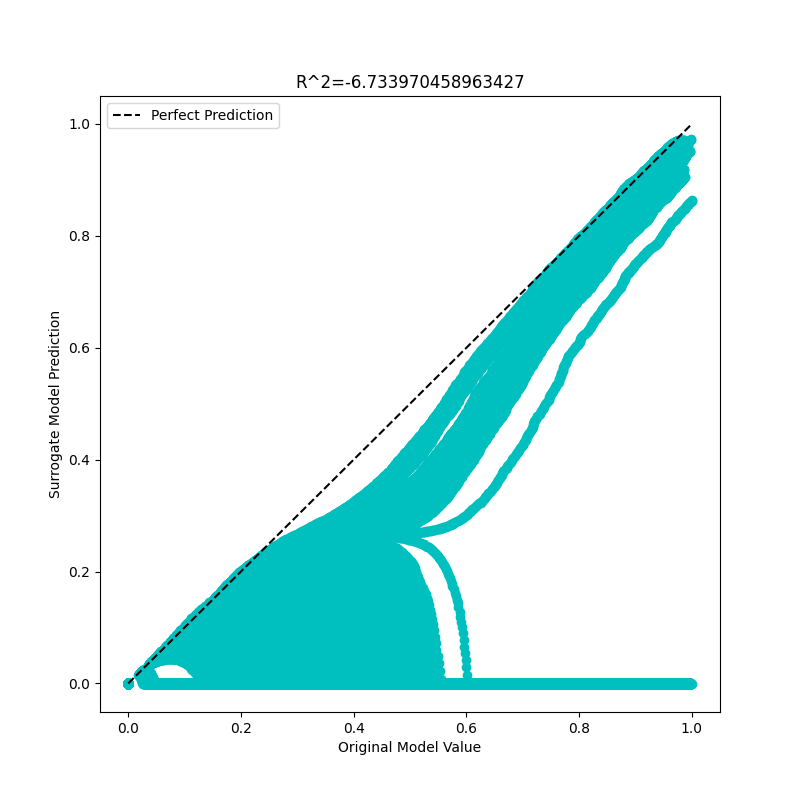 R^2=-6.733970458963427
Perfect Prediction
1.0
0.8
0.6
0.4
0.2
0.0
Surrogate Model Prediction
0.0 0.2 0.4 0.6 0.8 1.0
Original Model Value